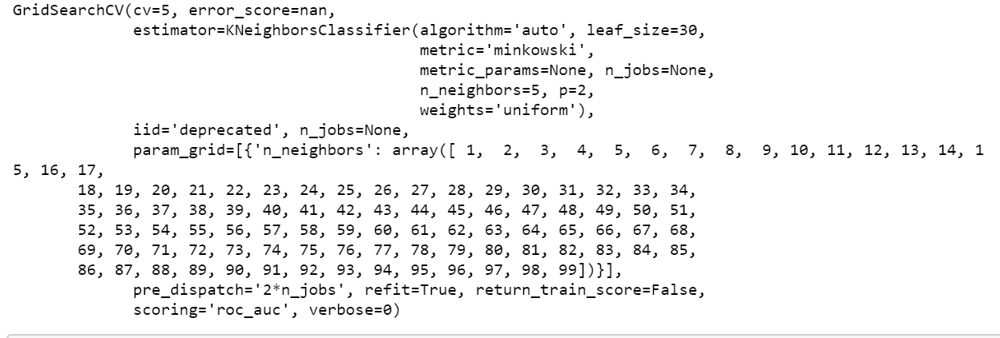 GridSearchCV(cv=5, error_score=nan,
             estimator=KNeighborsClassifier(algorithm='auto', leaf_size=30,
                                            metric='minkowski',
                                            metric_params=None, n_jobs=None,
                                            n_neighbors=5, p=2,
                                            weights='uniform'),
             iid='deprecated', n_jobs=None,
             param_grid=[{'n_neighbors': array([ 1,  2,  3,  4,  5,  6,  7,  8,  9, 10, 11, 12, 13, 14, 1
5, 16, 17,
       18, 19, 20, 21, 22, 23, 24, 25, 26, 27, 28, 29, 30, 31, 32, 33, 34,
       35, 36, 37, 38, 39, 40, 41, 42, 43, 44, 45, 46, 47, 48, 49, 50, 51,
       52, 53, 54, 55, 56, 57, 58, 59, 60, 61, 62, 63, 64, 65, 66, 67, 68,
       69, 70, 71, 72, 73, 74, 75, 76, 77, 78, 79, 80, 81, 82, 83, 84, 85,
       86, 87, 88, 89, 90, 91, 92, 93, 94, 95, 96, 97, 98, 99])}],
             pre_dispatch='2*n_jobs', refit=True, return_train_score=False,
             scoring='roc_auc', verbose=0)